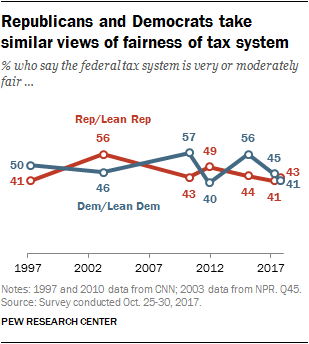 Republicans and Democrats take
similar views of fairness of tax system
% who say the federal tax system is very or moderately
fair ...
Rep/Lean Rep
56 57 56
50 49 45
43
41 46 43 44 41
40 41
Dem/Lean Dem
1997 2002 2007 2012 2017
Notes: 1997 and 2010 data from CNN; 2003 data from NPR. Q45.
Source: Survey conducted Oct. 25-30, 2017.
PEW RESEARCH CENTER